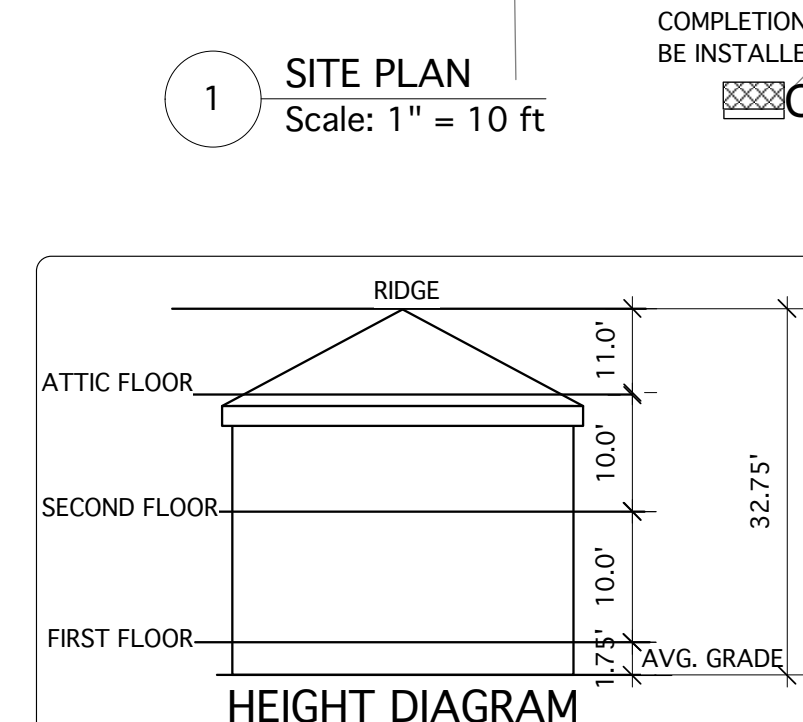 COMPLETION
BE INSTALLE
1
SITE PLAN
Scale: 1" = 10 ft
RIDGE
11.0'
ATTIC FLOOR
10.0'
32.75'
SECOND FLOOR
10.0'
FIRST FLOOR
1.75'
AVG. GRADE
HEIGHT DIAGRAM